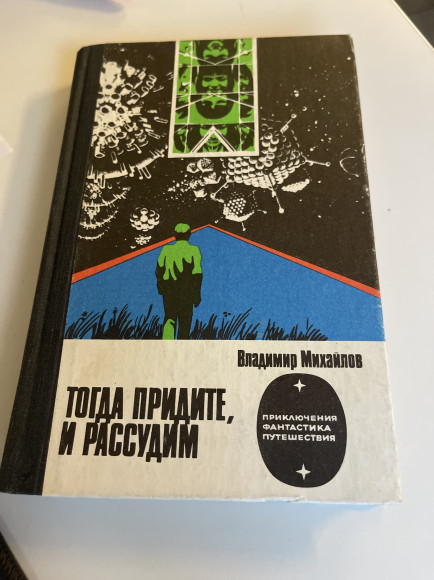 Владимир Михайлов
ТОГДА ПРИДИТЕ,
И РАССУДИМ
ПРИКЛЮЧЕНИЯ
ФАНТАСТИКА
ПУТЕШЕСТВИЯ